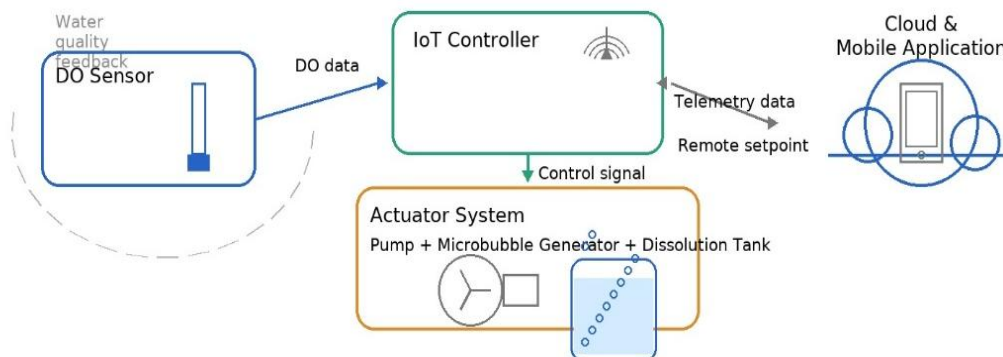 Water
quality
feedback
DO Sensor
DO data
IoT Controller
Telemetry data
Remote setpoint
Cloud &
Mobile Application
Control signal
Actuator System
Pump + Microbubble Generator + Dissolution Tank